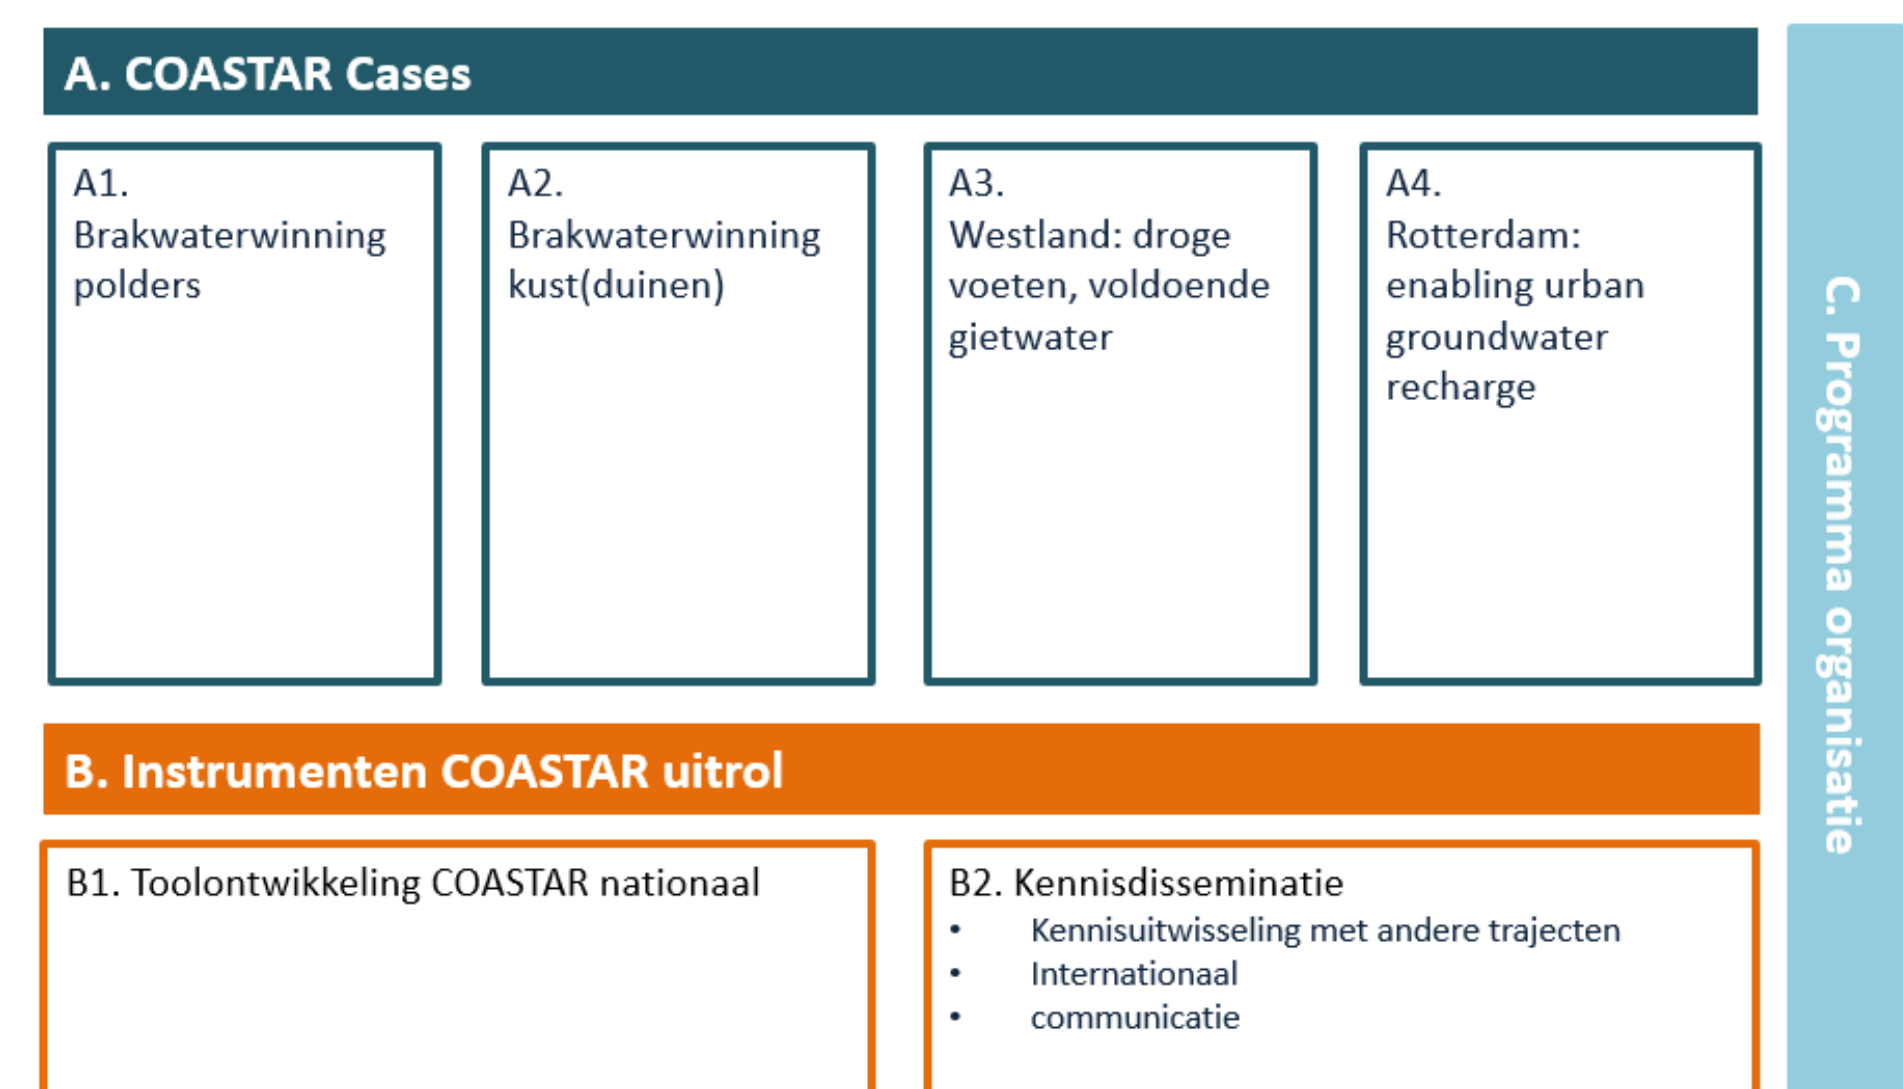 A. COASTAR Cases
A1.
Brakwaterwinning
polders
A2.
Brakwaterwinning
kust(duinen)
A3.
Westland: droge
voeten, voldoende
gietwater
A4.
Rotterdam:
enabling urban
groundwater
recharge
B. Instrumenten COASTAR uitrol
B1. Toolontwikkeling COASTAR nationaal
B2. Kennisdisseminatie
• Kennisuitwisseling met andere trajecten
• Internationaal
• communicatie
C. Programma organisatie